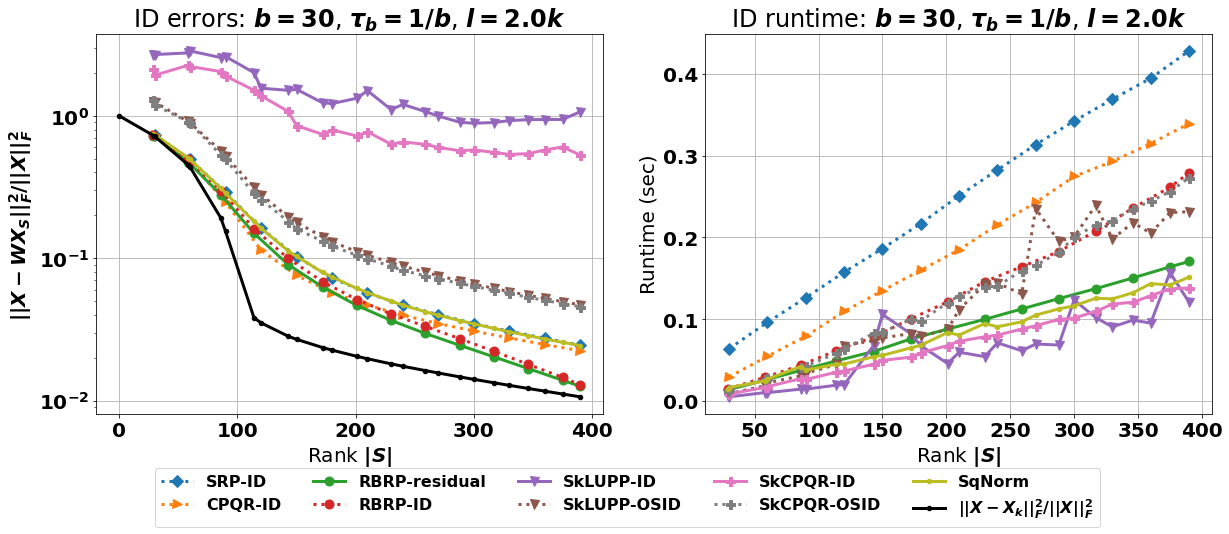 ID errors: b = 30, τ_b = 1/b, l = 2.0k
||X − WX_S||²_F/||X||²_F
10⁰
10⁻¹
10⁻²
0 100 200 300 400
Rank |S|
ID runtime: b = 30, τ_b = 1/b, l = 2.0k
Runtime (sec)
0.4
0.3
0.2
0.1
0.0
50 100 150 200 250 300 350 400
Rank |S|
SRP-ID RBRP-residual SkLUPP-ID SkCPQR-ID SqNorm
CPQR-ID RBRP-ID SkLUPP-OSID SkCPQR-OSID ||X − X_k||²_F/||X||²_F